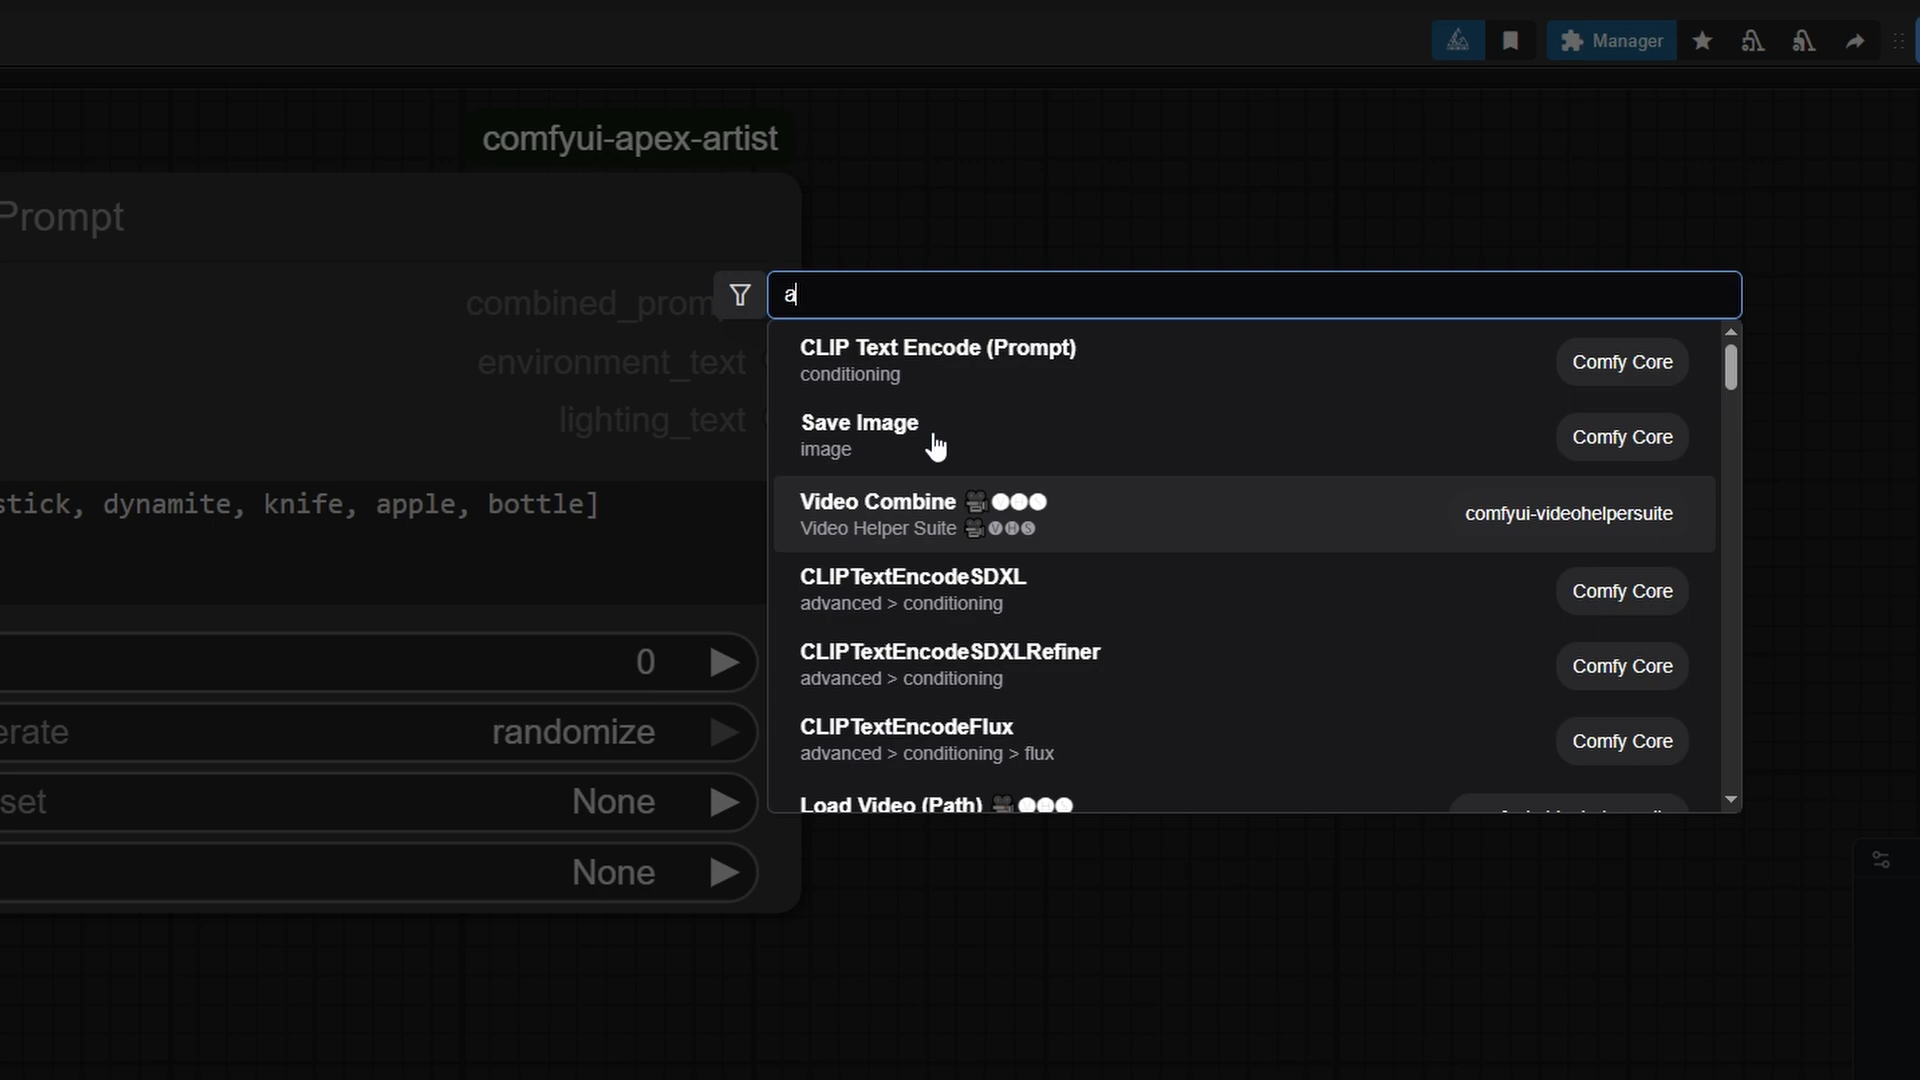 Manager
comfyui-apex-artist
Prompt
combined_prom
environment_text
lighting_text
stick, dynamite, knife, apple, bottle]
0
erate randomize
set None
None
a
CLIP Text Encode (Prompt)
conditioning
Comfy Core
Save Image
image
Comfy Core
Video Combine 🎥🅥🅗🅢
Video Helper Suite 🎥🅥🅗🅢
comfyui-videohelpersuite
CLIPTextEncodeSDXL
advanced > conditioning
Comfy Core
CLIPTextEncodeSDXLRefiner
advanced > conditioning
Comfy Core
CLIPTextEncodeFlux
advanced > conditioning > flux
Comfy Core
Load Video (Path) 🎥🅥🅗🅢